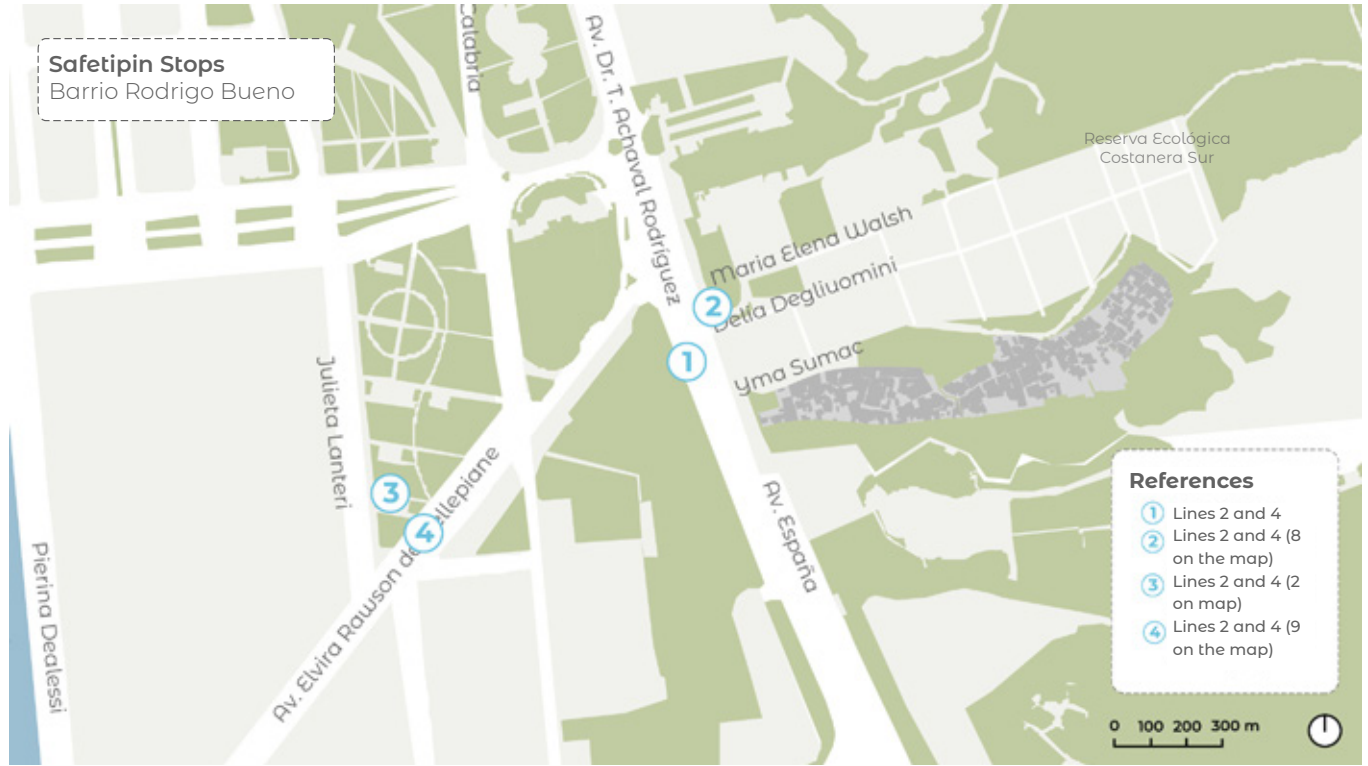 Safetipin Stops
Barrio Rodrigo Bueno
Calabria
Av. Dr. T. Achaval Rodríguez
Reserva Ecológica
Costanera Sur
Maria Elena Walsh
2
Delia Degliuomini
1
Yma Sumac
Julieta Lanteri
3
4
Av. Elvira Rawson de Dellepiane
Av. España
Pierina Dealessi
References
1 Lines 2 and 4
2 Lines 2 and 4 (8
on the map)
3 Lines 2 and 4 (2
on map)
4 Lines 2 and 4 (9
on the map)
0 100 200 300 m